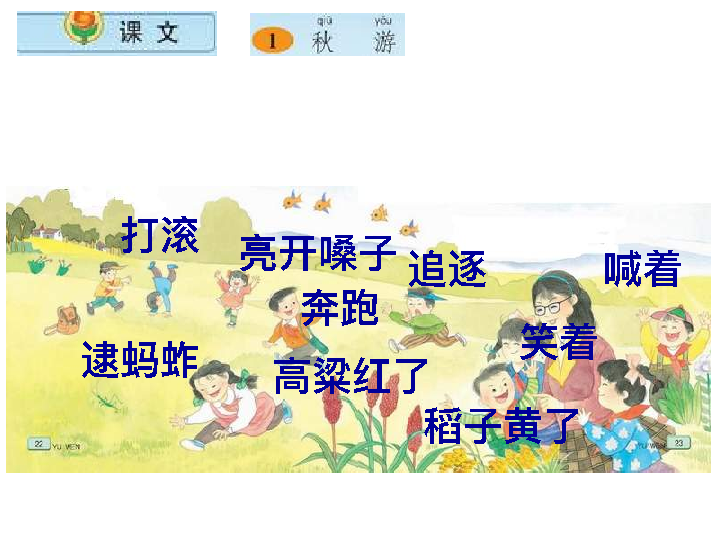 课文
qiū yóu
1 秋 游
打滚
亮开嗓子
追逐
喊着
奔跑
笑着
逮蚂蚱
高粱红了
稻子黄了
22 YU WEN
YU WEN 23